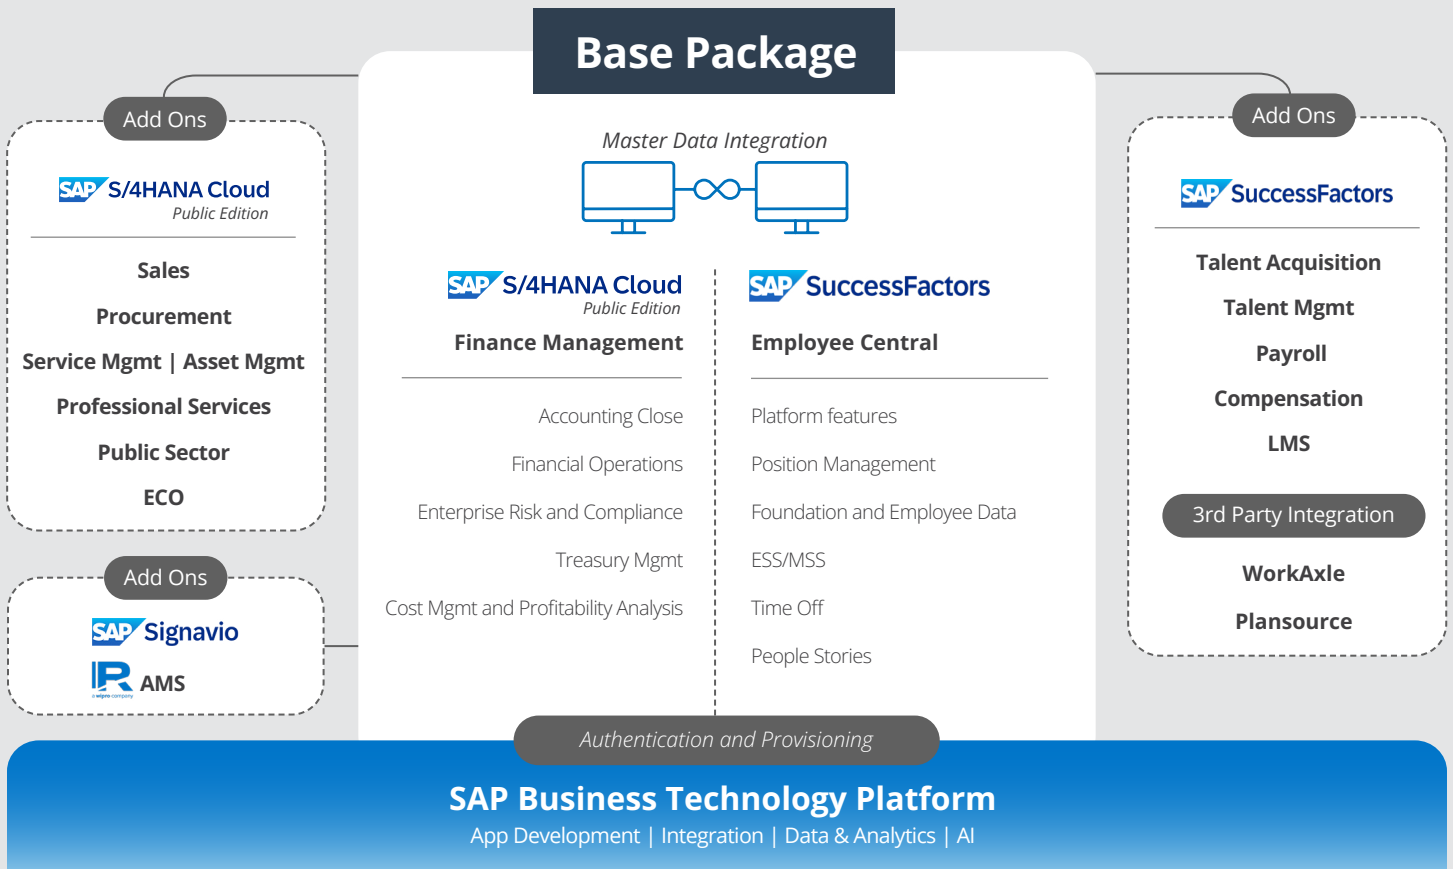 Base Package
Master Data Integration
SAP S/4HANA Cloud
Public Edition
Finance Management
Accounting Close
Financial Operations
Enterprise Risk and Compliance
Treasury Mgmt
Cost Mgmt and Profitability Analysis
SAP SuccessFactors
Employee Central
Platform features
Position Management
Foundation and Employee Data
ESS/MSS
Time Off
People Stories
Add Ons
SAP S/4HANA Cloud
Public Edition
Sales
Procurement
Service Mgmt | Asset Mgmt
Professional Services
Public Sector
ECO
Add Ons
SAP Signavio
R AMS
a wipro company
Add Ons
SAP SuccessFactors
Talent Acquisition
Talent Mgmt
Payroll
Compensation
LMS
3rd Party Integration
WorkAxle
Plansource
Authentication and Provisioning
SAP Business Technology Platform
App Development | Integration | Data & Analytics | AI